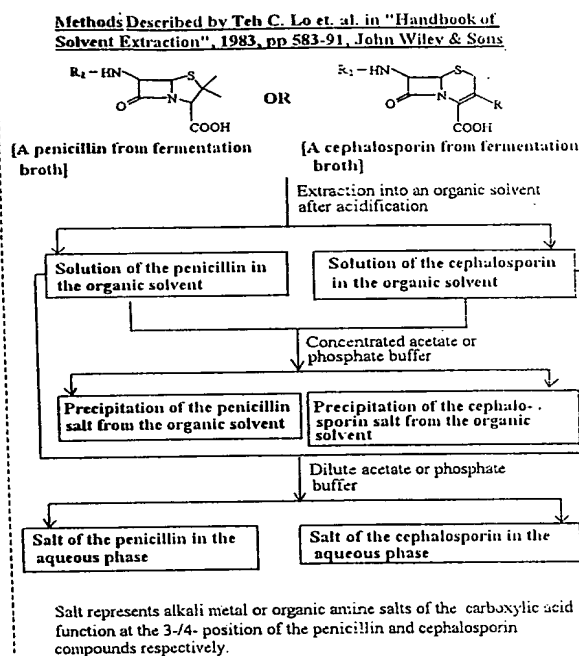 Methods Described by Teh C. Lo et. al. in "Handbook of
Solvent Extraction", 1983, pp 583-91, John Wiley & Sons
R₁-HN
S
N
O
COOH
OR
R₁-HN
S
N
O
R
COOH
[A penicillin from fermentation
broth]
[A cephalosporin from fermentation
broth]
Extraction into an organic solvent
after acidification
Solution of the penicillin in
the organic solvent
Solution of the cephalosporin
in the organic solvent
Concentrated acetate or
phosphate buffer
Precipitation of the penicillin
salt from the organic solvent
Precipitation of the cephalo-
sporin salt from the organic
solvent
Dilute acetate or phosphate
buffer
Salt of the penicillin in the
aqueous phase
Salt of the cephalosporin in the
aqueous phase
Salt represents alkali metal or organic amine salts of the carboxylic acid
function at the 3-/4- position of the penicillin and cephalosporin
compounds respectively.